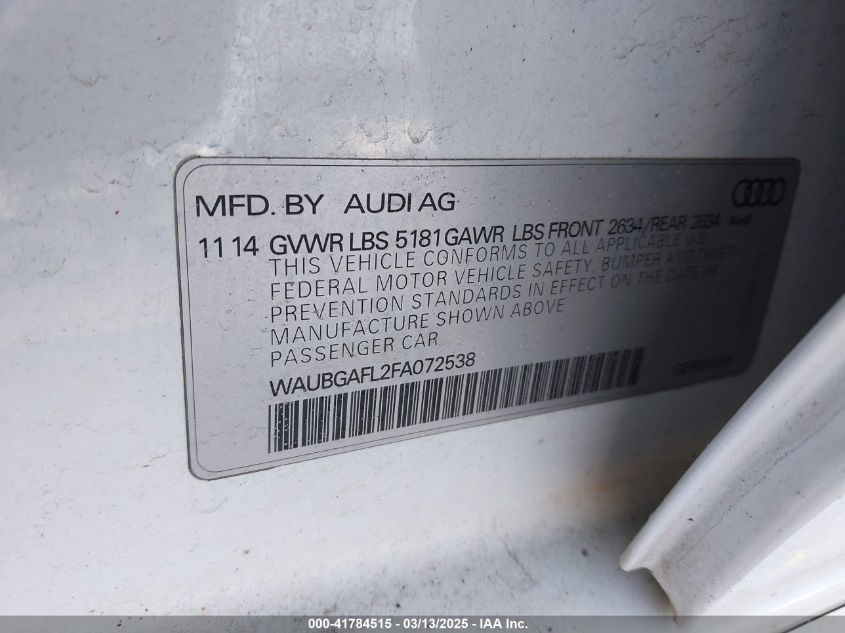 MFD. BY AUDI AG
Audi
11 14 GVWR LBS 5181 GAWR LBS FRONT 2634/REAR 2634
THIS VEHICLE CONFORMS TO ALL APPLICABLE U.S.
FEDERAL MOTOR VEHICLE SAFETY, BUMPER AND THEFT
PREVENTION STANDARDS IN EFFECT ON THE DATE OF
MANUFACTURE SHOWN ABOVE
PASSENGER CAR
WAUBGAFL2FA072538
000-41784515 - 03/13/2025 - IAA Inc.